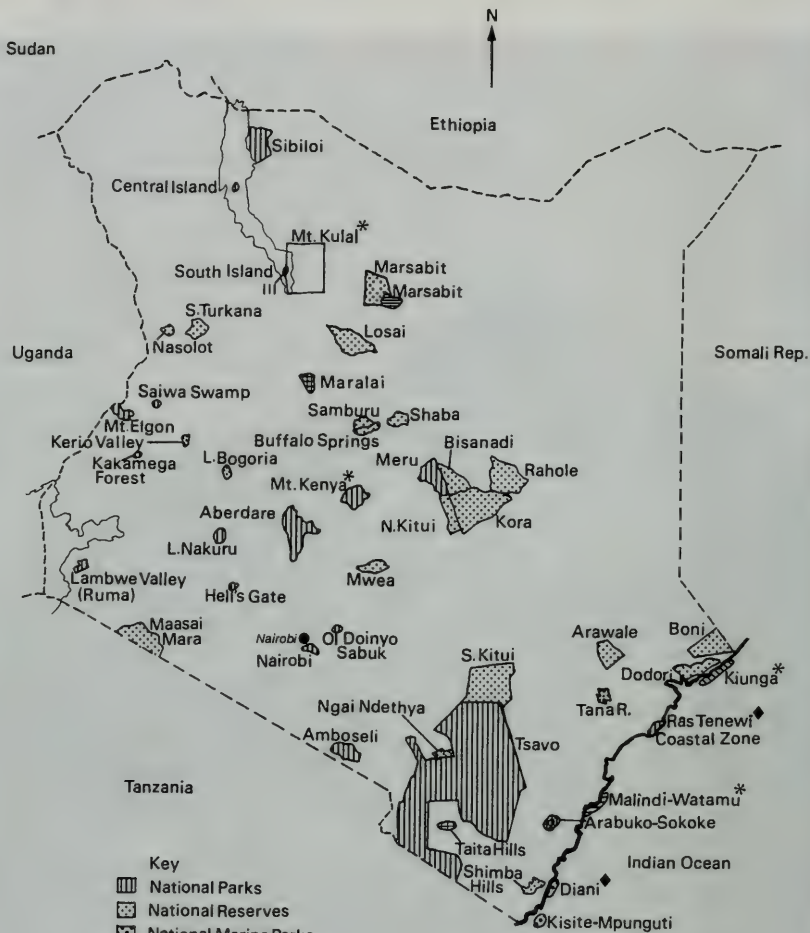 N
Sudan
Ethiopia
Sibiloi
Central Island
Mt. Kulal*
South Island
III
Marsabit
Marsabit
S.Turkana
Nasolot
Losai
Uganda
Somali Rep.
Saiwa Swamp
Maralai
Mt.Elgon
Samburu
Shaba
Kerio Valley
Buffalo Springs
Bisanadi
Kakamega
Forest
L.Bogoria
Meru
Rahole
Mt. Kenya*
Aberdare
N.Kitui
Kora
L.Nakuru
Mwea
Lambwe Valley
(Ruma)
Hell's Gate
Maasai
Mara
Nairobi
Nairobi
Ol Doinyo
Sabuk
Arawale
Boni
S. Kitui
Dodori
Kiunga*
Ngai Ndethya
Tana R.
Ras Tenewi♦
Coastal Zone
Amboseli
Tsavo
Tanzania
Malindi-Watamu*
Arabuko-Sokoke
Taita Hills
Indian Ocean
Key
National Parks
Shimba
Hills
Diani♦
National Reserves
Kisite-Mpunguti
National Marine Parks